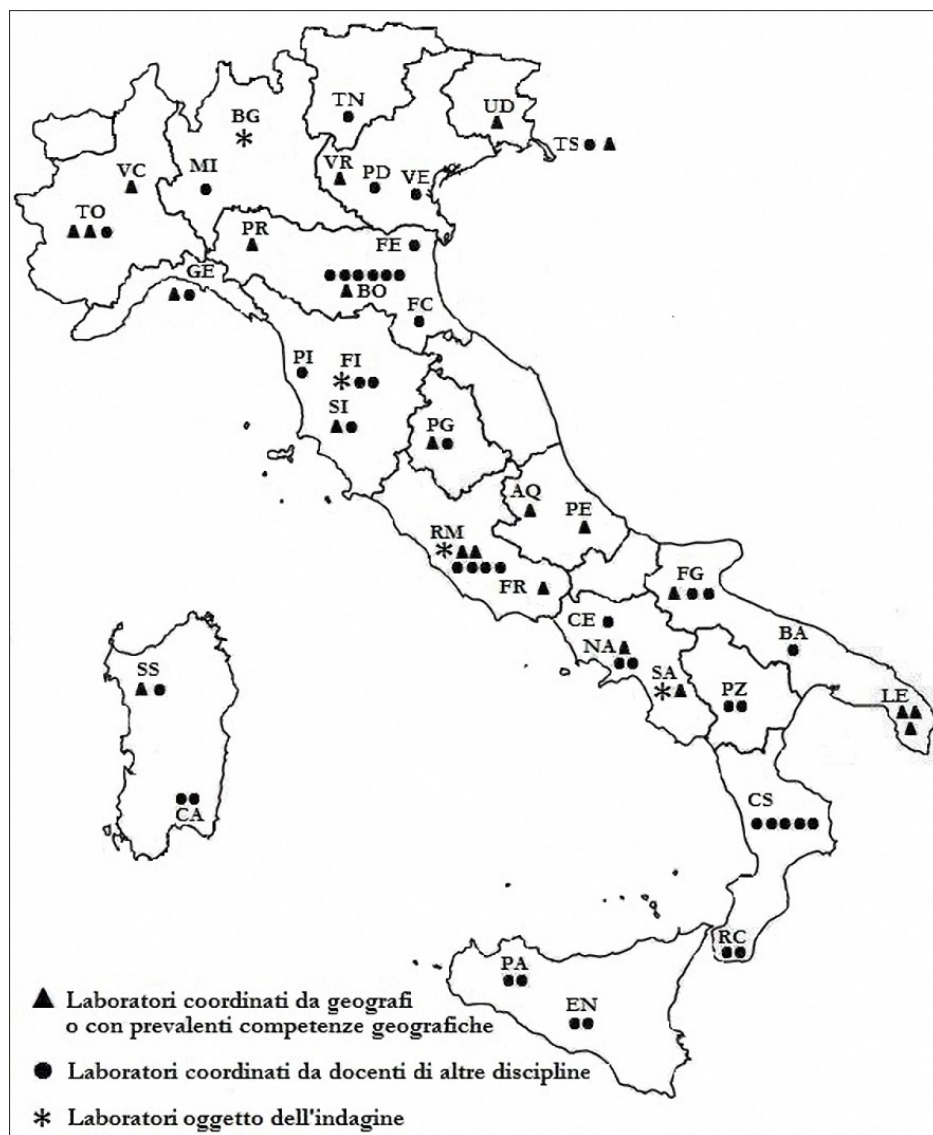 TN
UD
BG
TS
VC
MI
VR
PD
VE
TO
PR
FE
GE
BO
FC
PI
FI
SI
PG
AQ
PE
RM
FR
FG
CE
BA
NA
SS
SA
PZ
LE
CA
CS
RC
PA
EN
Laboratori coordinati da geografi
o con prevalenti competenze geografiche
Laboratori coordinati da docenti di altre discipline
Laboratori oggetto dell'indagine